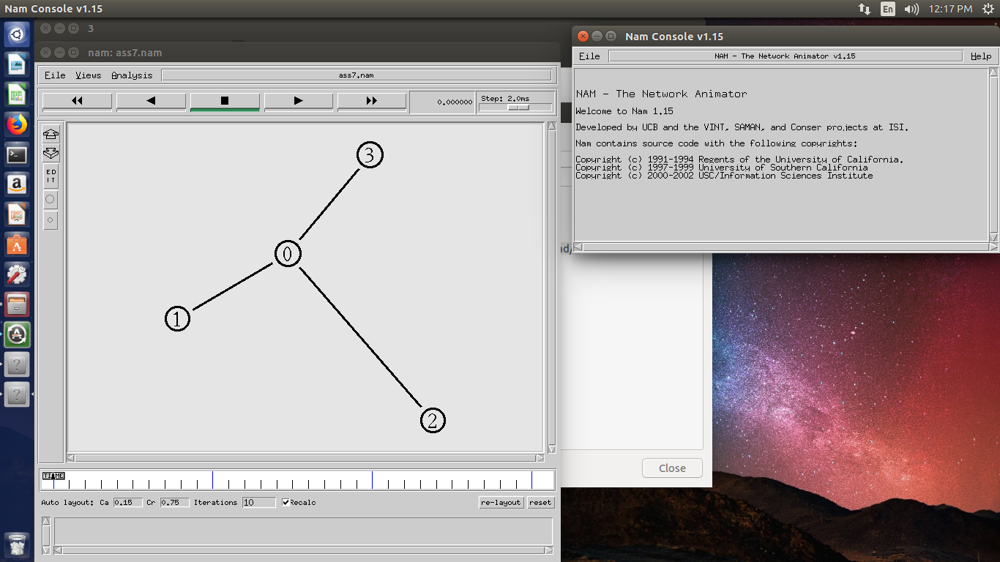 Nam Console v1.15
En
12:17 PM
3
nam: ass7.nam
File Views Analysis
ass7.nam
0.000000
Step: 2.0ms
ED
IT
3
0
1
2
TIME
Auto layout: Ca 0.15 Cr 0.75 Iterations 10 Recalc
re-layout reset
Nam Console v1.15
File
NAM - The Network Animator v1.15
Help
NAM - The Network Animator
Welcome to Nam 1.15
Developed by UCB and the VINT, SAMAN, and Conser projects at ISI.
Nam contains source code with the following copyrights:
Copyright (c) 1991-1994 Regents of the University of California.
Copyright (c) 1997-1999 University of Southern California
Copyright (c) 2000-2002 USC/Information Sciences Institute
Close